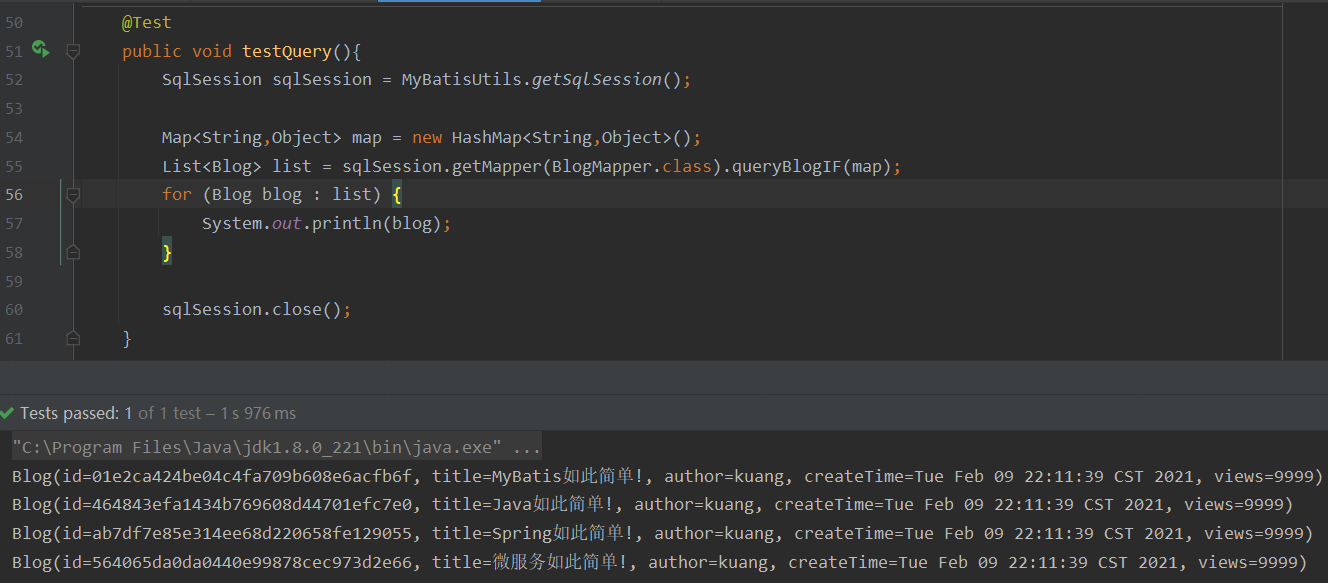 50 @Test
51 public void testQuery(){
52 SqlSession sqlSession = MyBatisUtils.getSqlSession();
53
54 Map<String,Object> map = new HashMap<String,Object>();
55 List<Blog> list = sqlSession.getMapper(BlogMapper.class).queryBlogIF(map);
56 for (Blog blog : list) {
57 System.out.println(blog);
58 }
59
60 sqlSession.close();
61 }
Tests passed: 1 of 1 test – 1 s 976 ms
"C:\Program Files\Java\jdk1.8.0_221\bin\java.exe" ...
Blog(id=01e2ca424be04c4fa709b608e6acfb6f, title=MyBatis如此简单!, author=kuang, createTime=Tue Feb 09 22:11:39 CST 2021, views=9999)
Blog(id=464843efa1434b769608d44701efc7e0, title=Java如此简单!, author=kuang, createTime=Tue Feb 09 22:11:39 CST 2021, views=9999)
Blog(id=ab7df7e85e314ee68d220658fe129055, title=Spring如此简单!, author=kuang, createTime=Tue Feb 09 22:11:39 CST 2021, views=9999)
Blog(id=564065da0da0440e99878cec973d2e66, title=微服务如此简单!, author=kuang, createTime=Tue Feb 09 22:11:39 CST 2021, views=9999)